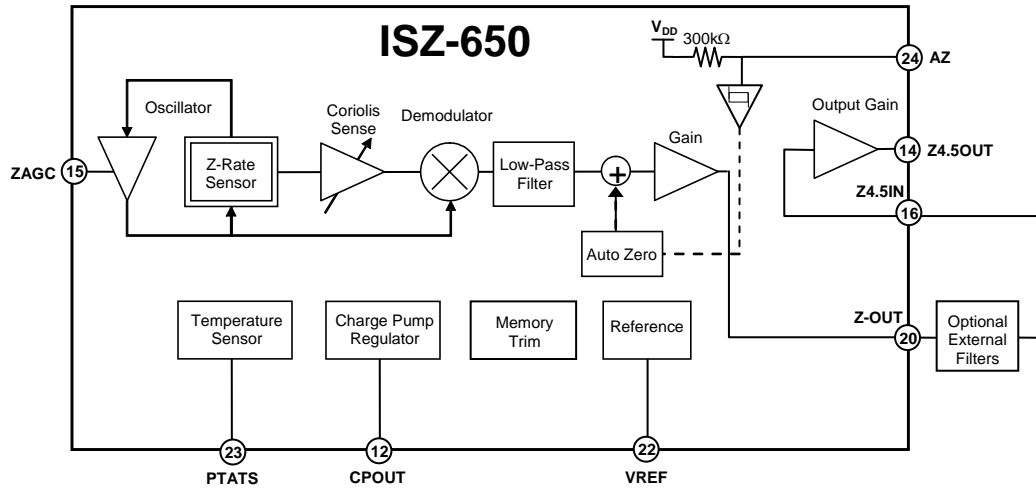 ISZ-650
VDD
300kΩ
24
AZ
Oscillator
Coriolis
Sense
Demodulator
Output Gain
Gain
ZAGC
15
Z-Rate
Sensor
Low-Pass
Filter
+
14
Z4.5OUT
Z4.5IN
16
Auto Zero
Temperature
Sensor
Charge Pump
Regulator
Memory
Trim
Reference
Z-OUT
20
Optional
External
Filters
23
PTATS
12
CPOUT
22
VREF